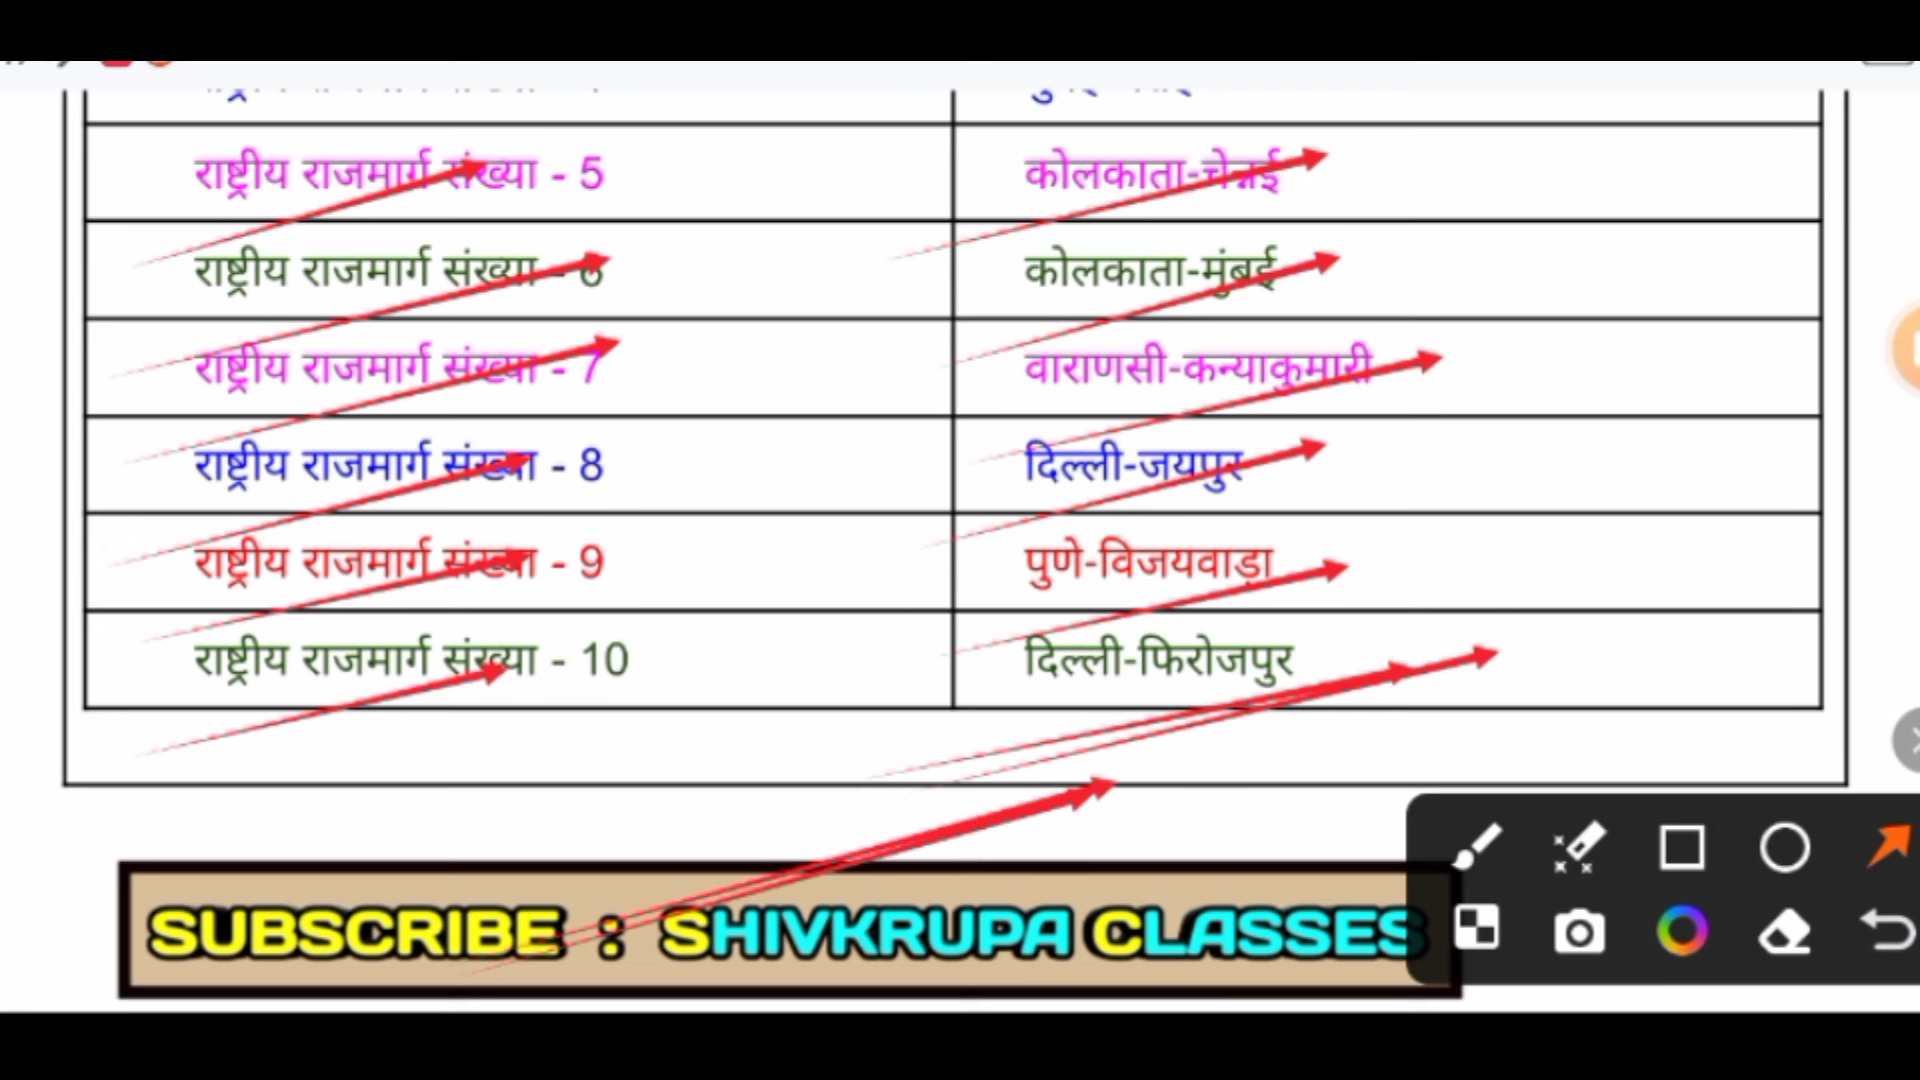 राष्ट्रीय राजमार्ग संख्या - 5 कोलकाता-चेन्नई
राष्ट्रीय राजमार्ग संख्या - 6 कोलकाता-मुंबई
राष्ट्रीय राजमार्ग संख्या - 7 वाराणसी-कन्याकुमारी
राष्ट्रीय राजमार्ग संख्या - 8 दिल्ली-जयपुर
राष्ट्रीय राजमार्ग संख्या - 9 पुणे-विजयवाड़ा
राष्ट्रीय राजमार्ग संख्या - 10 दिल्ली-फिरोजपुर
SUBSCRIBE : SHIVKRUPA CLASSES